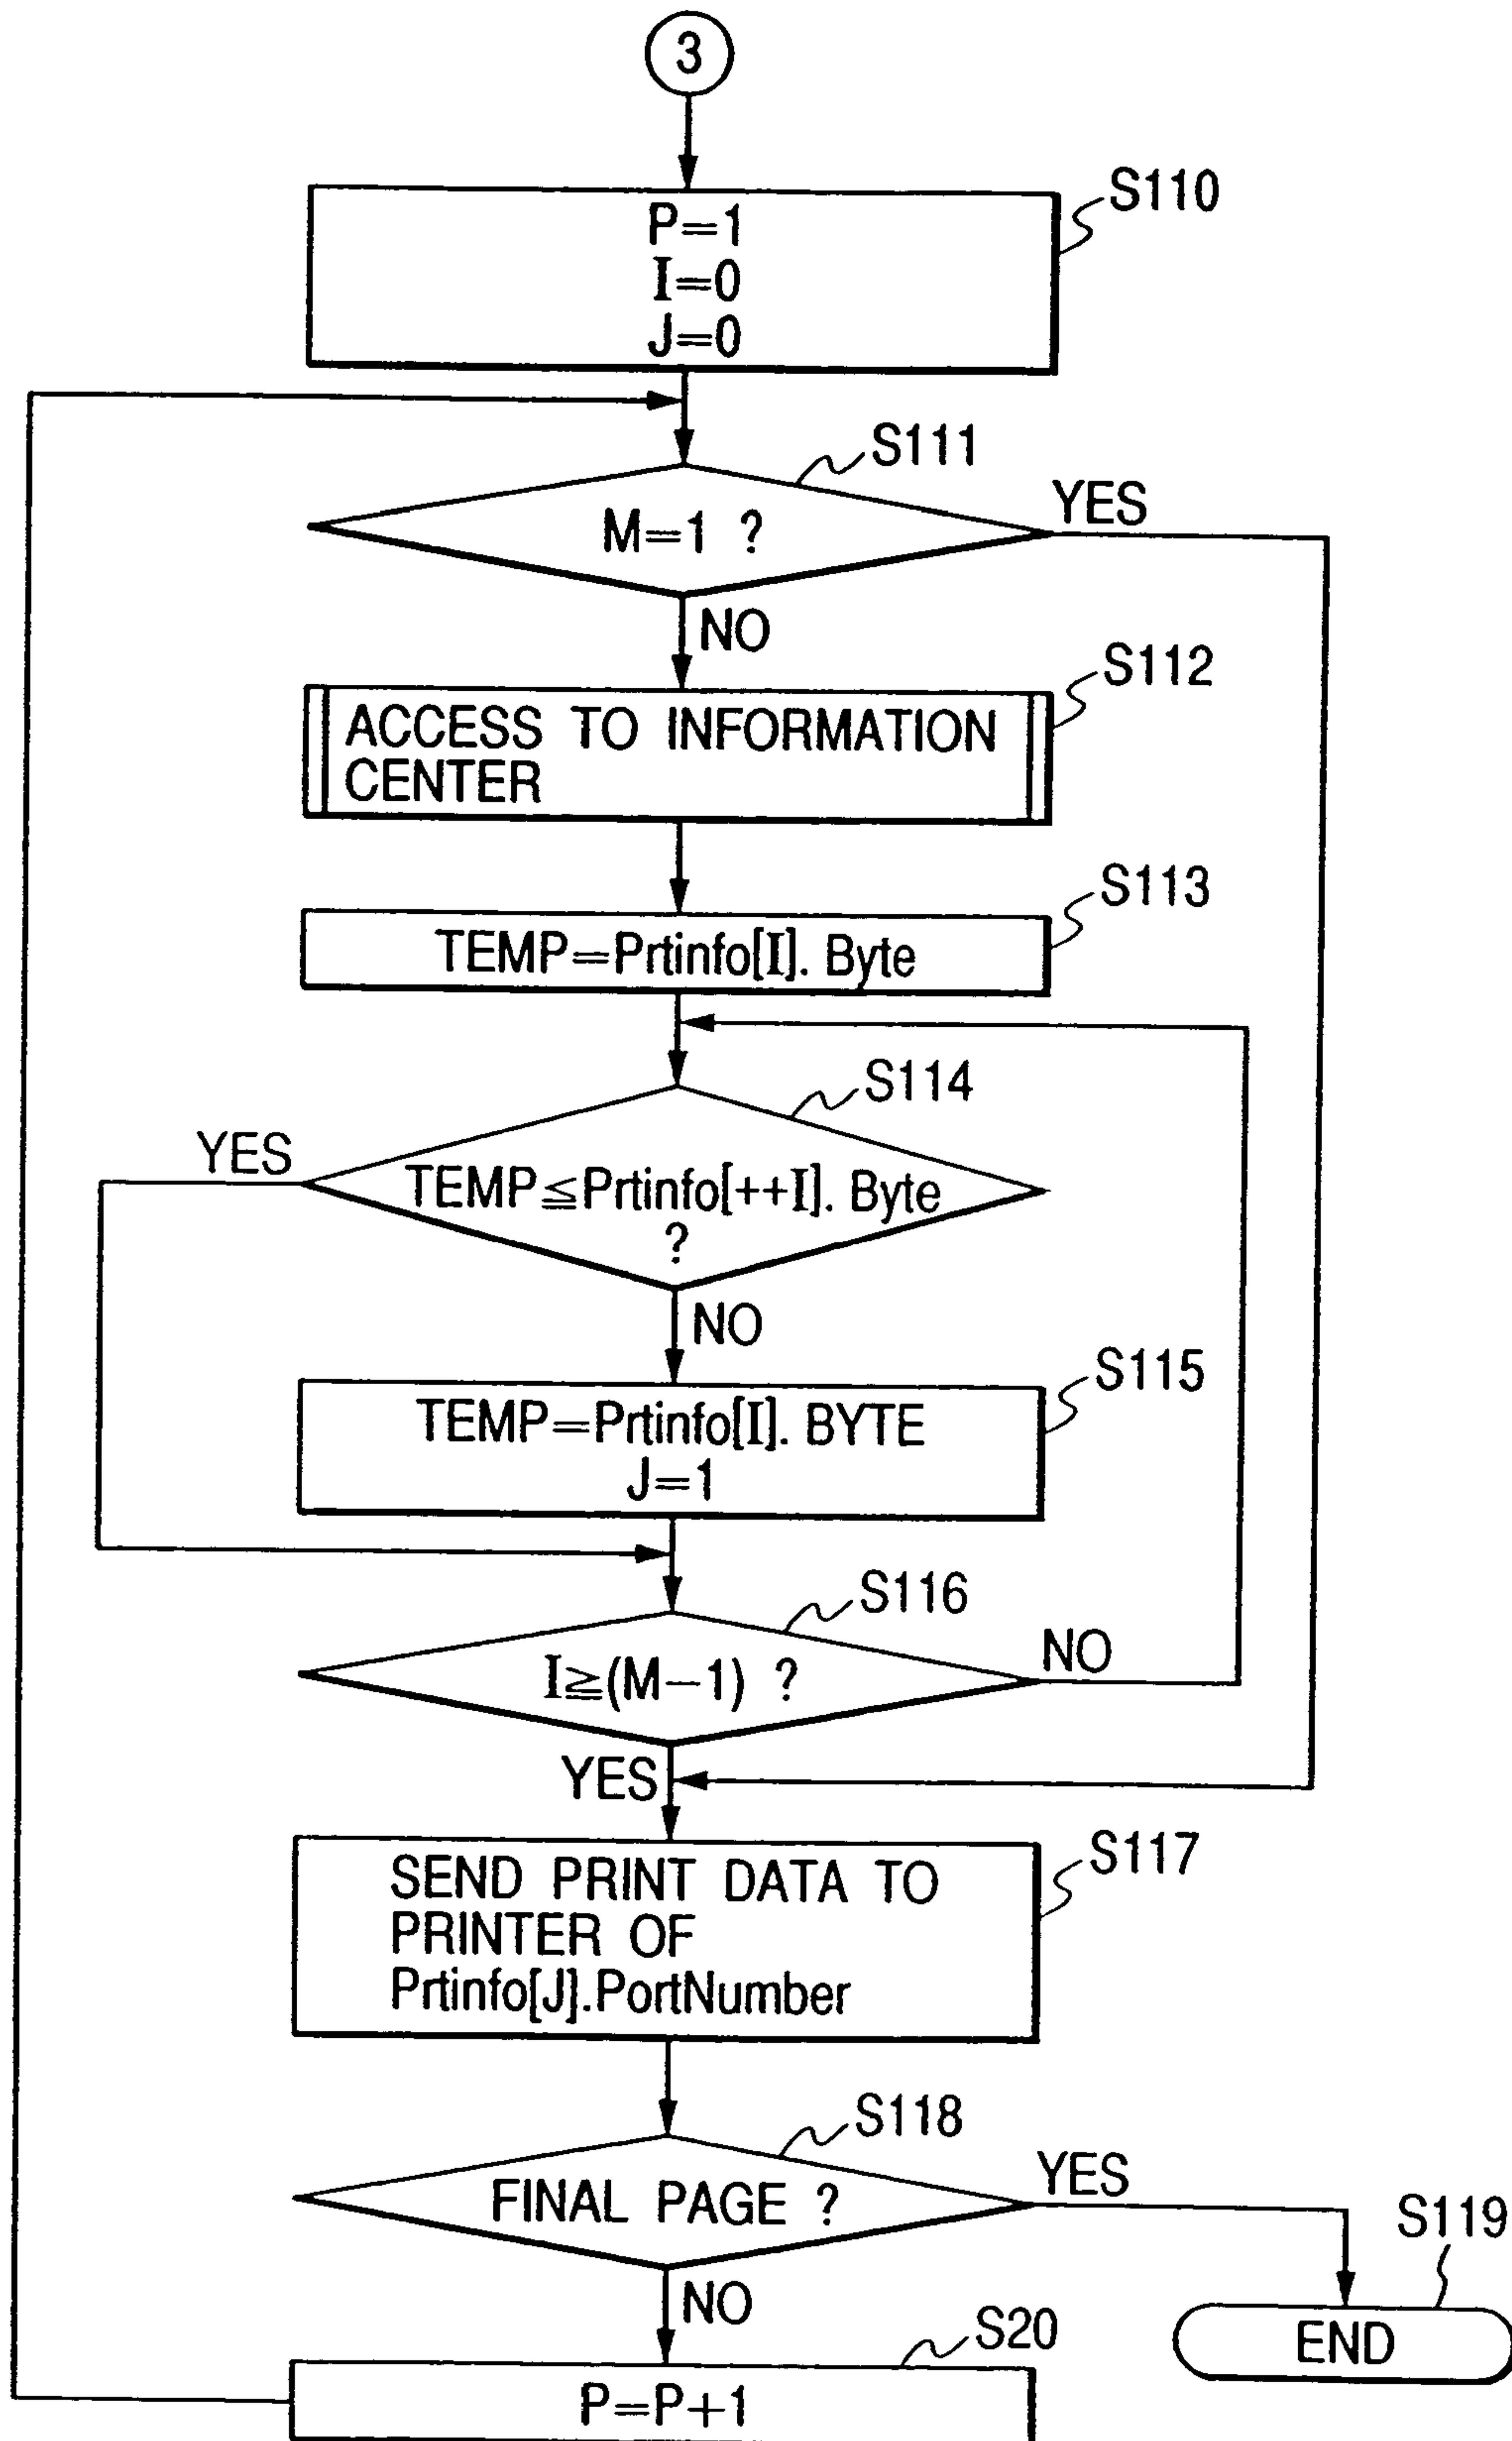 3
S110
P=1
I=0
J=0
S111
M=1 ?
YES
NO
S112
ACCESS TO INFORMATION
CENTER
S113
TEMP=Prtinfo[I]. Byte
S114
YES
TEMP≦Prtinfo[++I]. Byte
?
NO
S115
TEMP=Prtinfo[I]. BYTE
J=1
S116
I≧(M-1) ?
NO
YES
S117
SEND PRINT DATA TO
PRINTER OF
Prtinfo[J].PortNumber
S118
FINAL PAGE ?
YES
S119
NO
END
S20
P=P+1